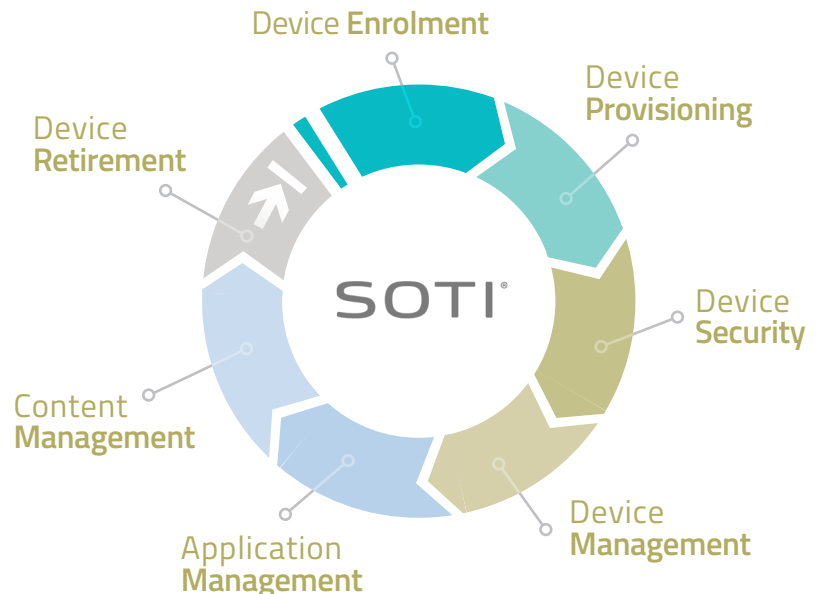 Device Enrolment
Device
Provisioning
Device
Security
Device
Management
Application
Management
Content
Management
Device
Retirement
SOTI®